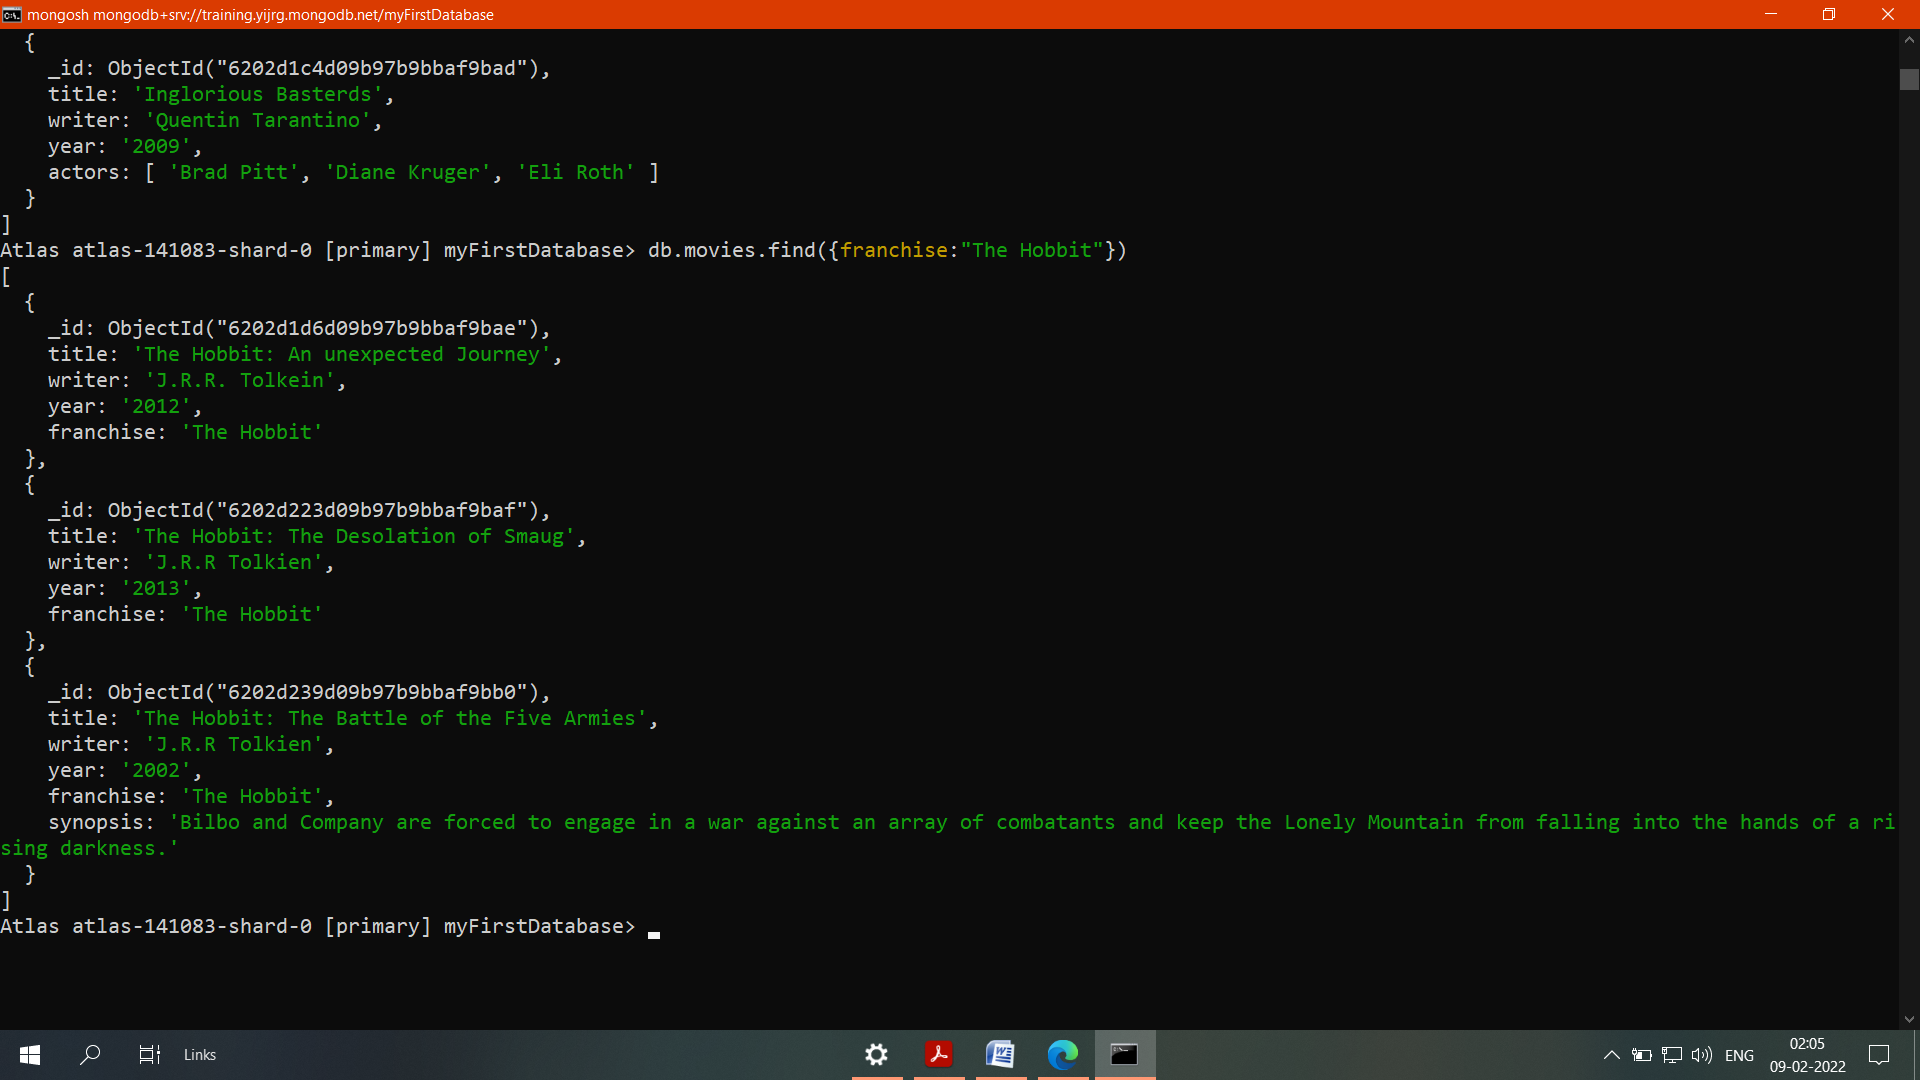 mongosh mongodb+srv://training.yijrg.mongodb.net/myFirstDatabase
{
_id: ObjectId("6202d1c4d09b97b9bbaf9bad"),
title: 'Inglorious Basterds',
writer: 'Quentin Tarantino',
year: '2009',
actors: [ 'Brad Pitt', 'Diane Kruger', 'Eli Roth' ]
}
]
Atlas atlas-141083-shard-0 [primary] myFirstDatabase> db.movies.find({franchise:"The Hobbit"})
[
{
_id: ObjectId("6202d1d6d09b97b9bbaf9bae"),
title: 'The Hobbit: An unexpected Journey',
writer: 'J.R.R. Tolkein',
year: '2012',
franchise: 'The Hobbit'
},
{
_id: ObjectId("6202d223d09b97b9bbaf9baf"),
title: 'The Hobbit: The Desolation of Smaug',
writer: 'J.R.R Tolkien',
year: '2013',
franchise: 'The Hobbit'
},
{
_id: ObjectId("6202d239d09b97b9bbaf9bb0"),
title: 'The Hobbit: The Battle of the Five Armies',
writer: 'J.R.R Tolkien',
year: '2002',
franchise: 'The Hobbit',
synopsis: 'Bilbo and Company are forced to engage in a war against an array of combatants and keep the Lonely Mountain from falling into the hands of a ri
sing darkness.'
}
]
Atlas atlas-141083-shard-0 [primary] myFirstDatabase>
Links
ENG
02:05
09-02-2022